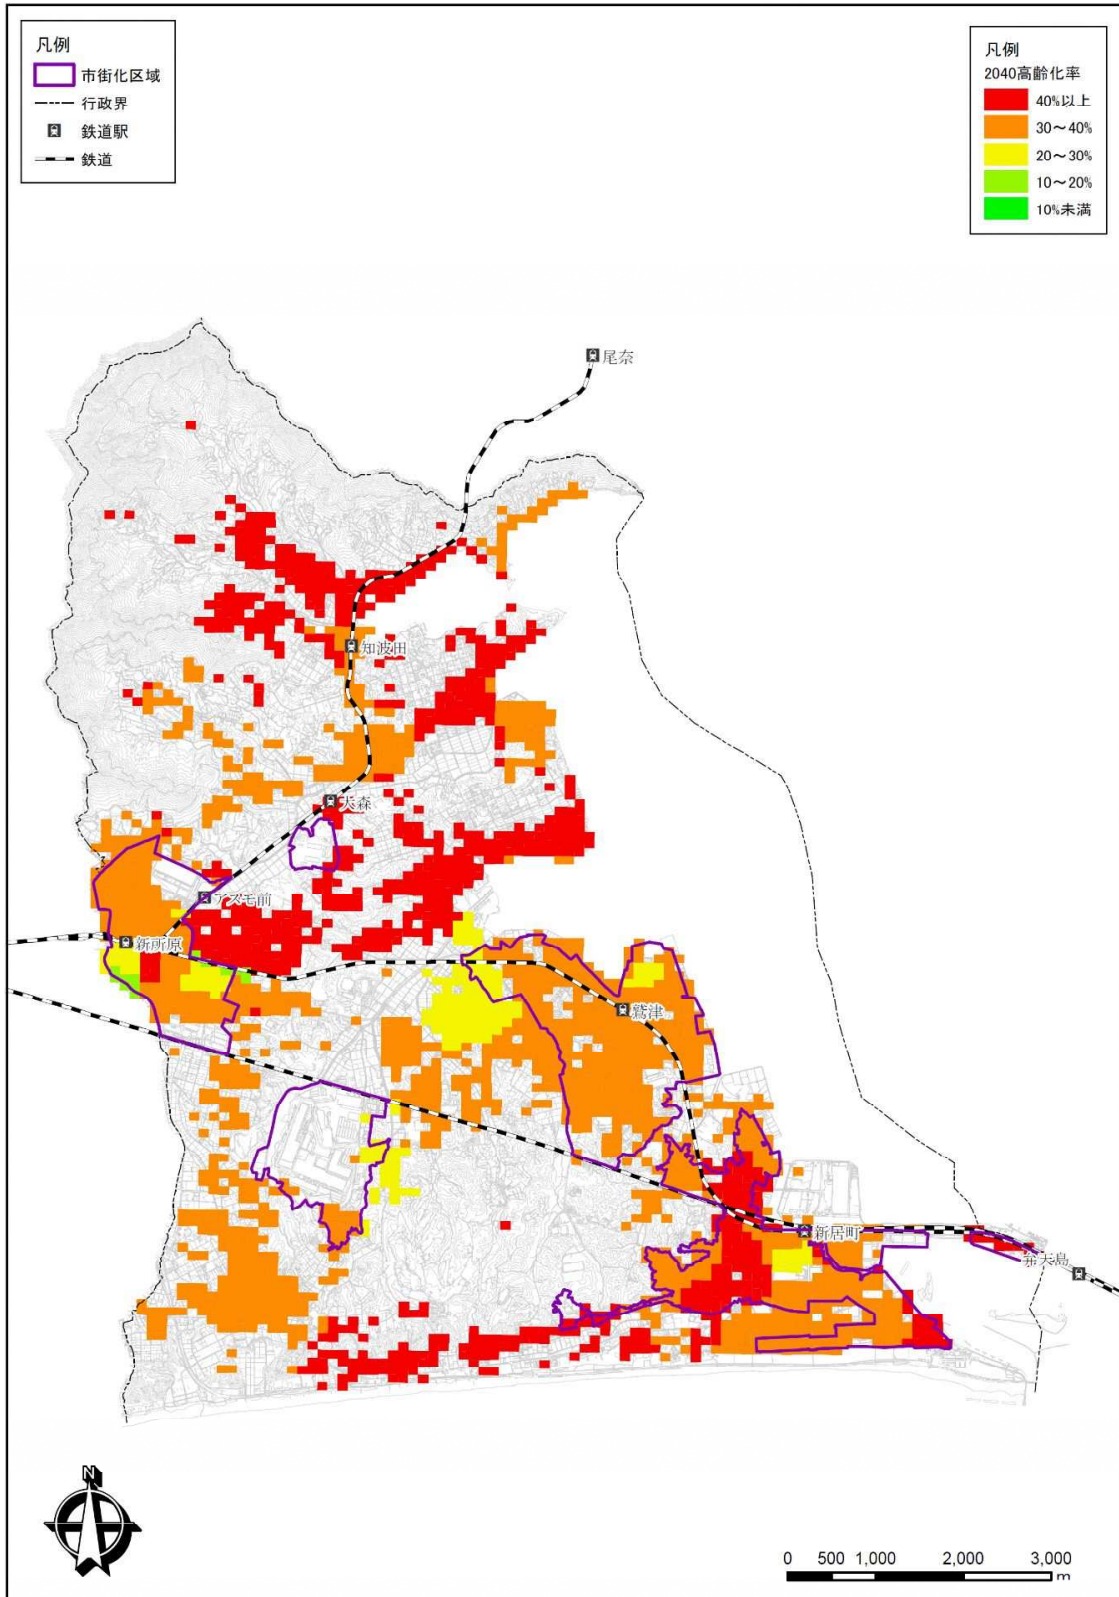 凡例
市街化区域
行政界
鉄道駅
鉄道
凡例
2040高齢化率
40%以上
30～40%
20～30%
10～20%
10%未満
尾奈
知波田
大森
アスモ前
新所原
鷲津
新居町
弁天島
N
0 500 1,000 2,000 3,000
m